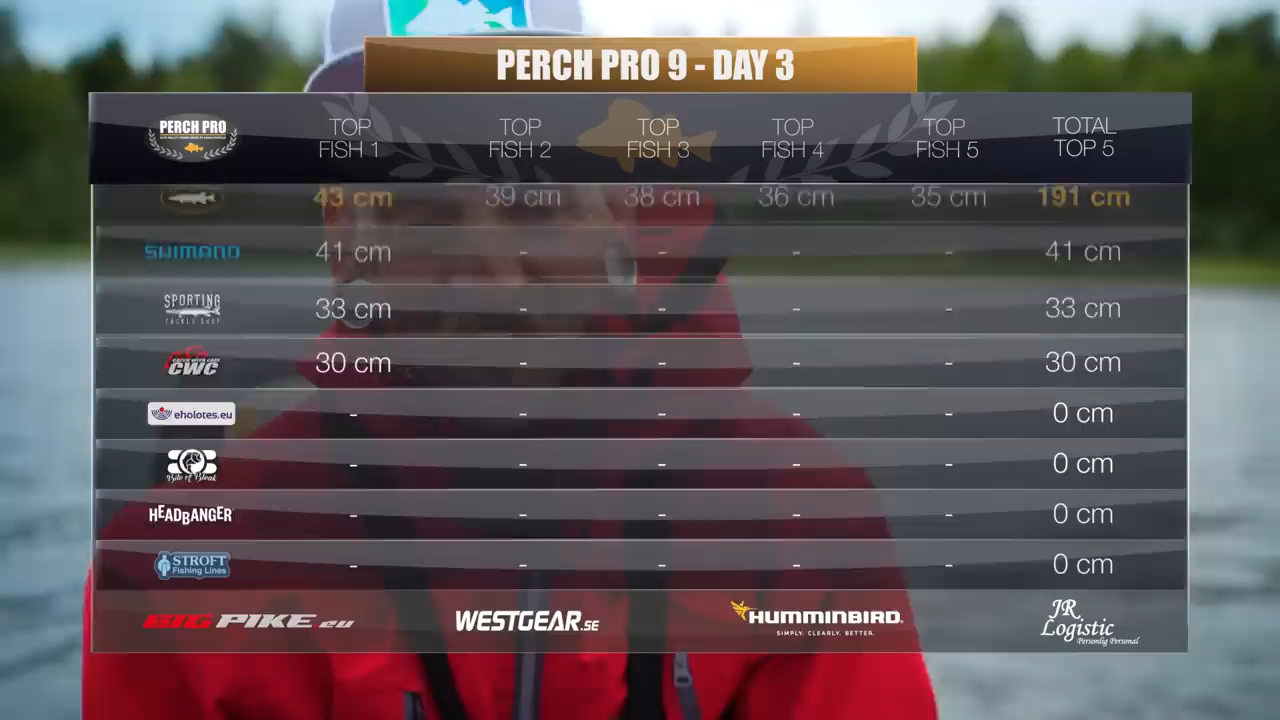 PERCH PRO 9 - DAY 3
PERCH PRO
TOP FISH 1
TOP FISH 2
TOP FISH 3
TOP FISH 4
TOP FISH 5
TOTAL TOP 5
43 cm 39 cm 38 cm 36 cm 35 cm 191 cm
SHIMANO 41 cm - - - - 41 cm
SPORTING
TACKLE SHOP
33 cm - - - - 33 cm
CWC 30 cm - - - - 30 cm
eholotes.eu - - - - - 0 cm
Bite of Bleak - - - - - 0 cm
HEADBANGER - - - - - 0 cm
STROFT
Fishing Lines
- - - - - 0 cm
BIG PIKE.eu
WESTGEAR.SE
HUMMINBIRD
SIMPLY. CLEARLY. BETTER.
JR
Logistic
Personlig Personal